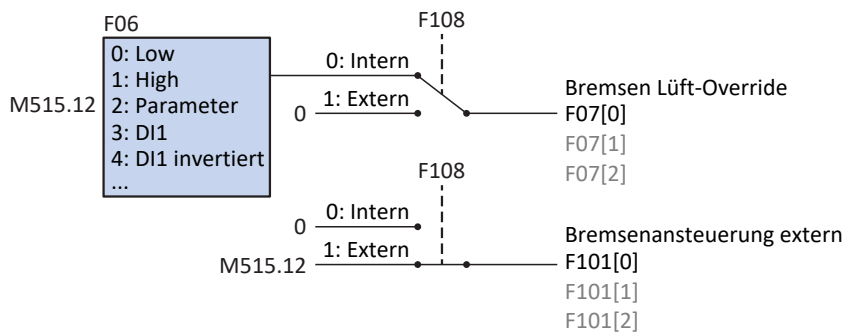 F06
0: Low
1: High
M515.12
2: Parameter
3: DI1
4: DI1 invertiert
...
F108
0: Intern
1: Extern
0
Bremsen Lüft-Override
F07[0]
F07[1]
F07[2]
F108
0: Intern
0
1: Extern
M515.12
Bremsenansteuerung extern
F101[0]
F101[1]
F101[2]